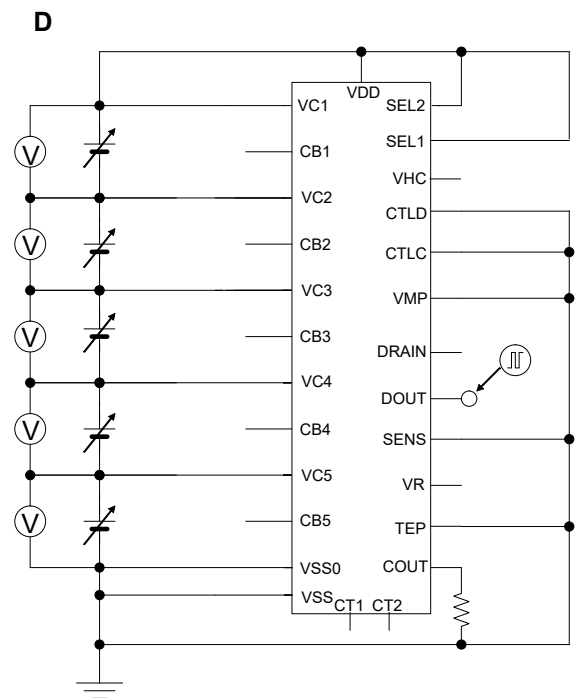 D
VDD
VC1
CB1
VC2
CB2
VC3
CB3
VC4
CB4
VC5
CB5
VSS0
VSS
CT1 CT2
SEL2
SEL1
VHC
CTLD
CTLC
VMP
DRAIN
DOUT
SENS
VR
TEP
COUT
V
V
V
V
V